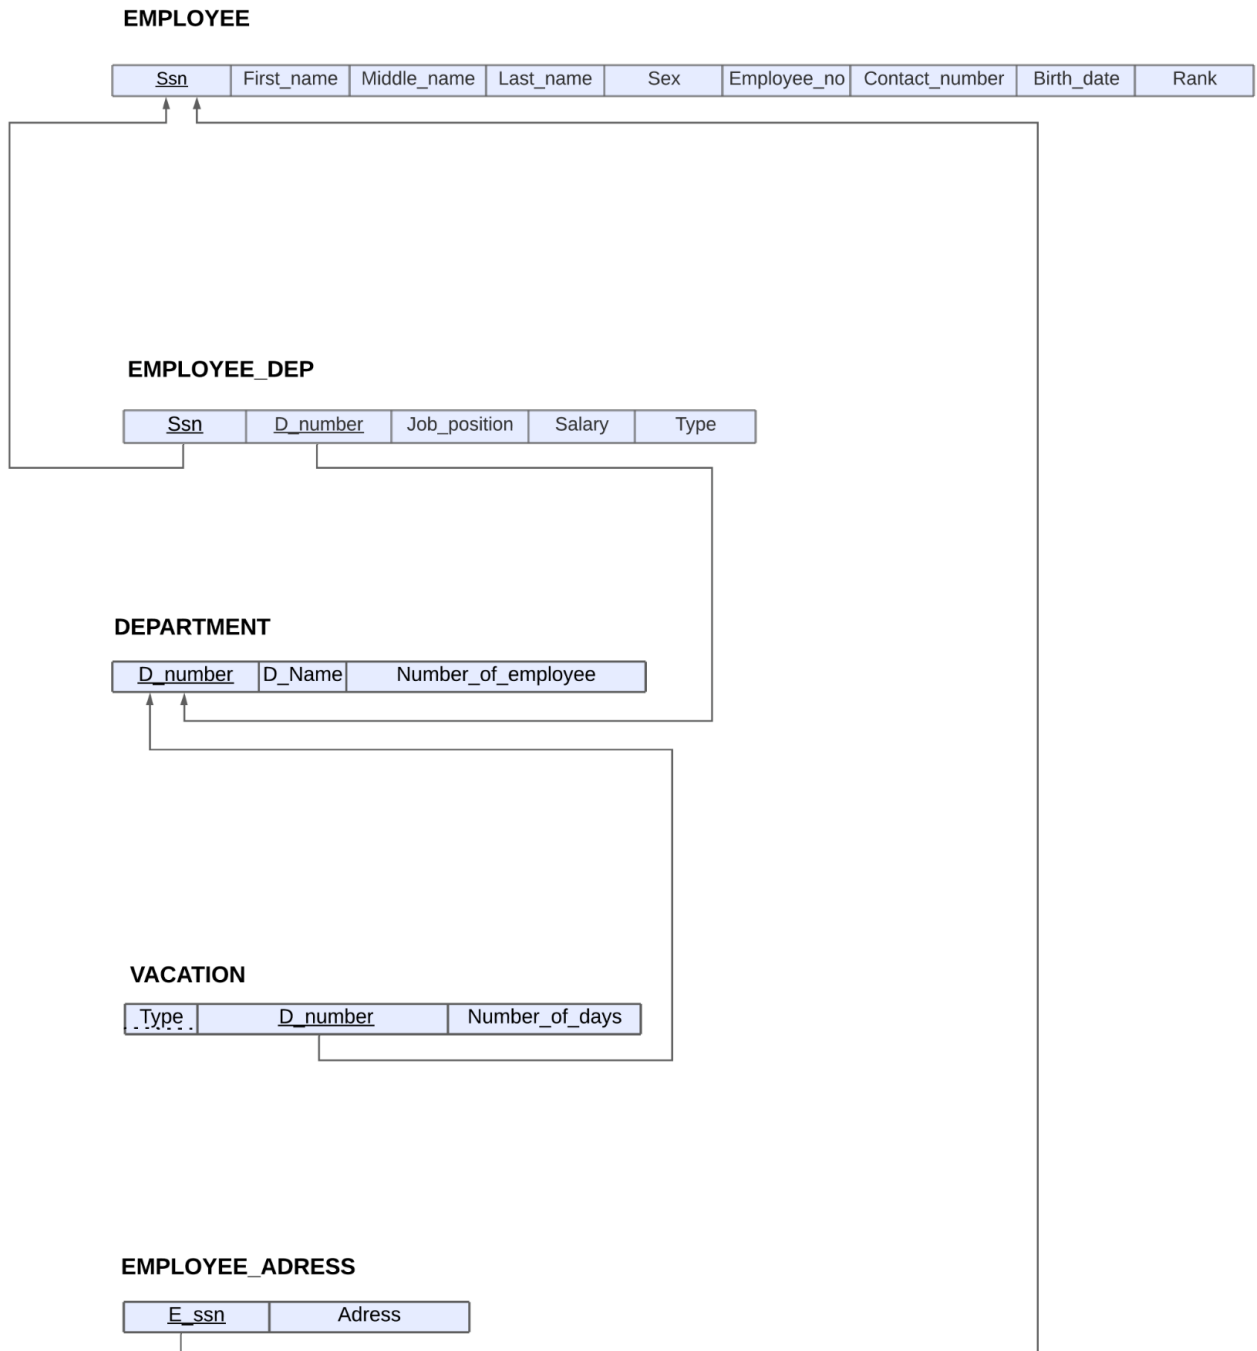 EMPLOYEE
Ssn First_name Middle_name Last_name Sex Employee_no Contact_number Birth_date Rank
EMPLOYEE_DEP
Ssn D_number Job_position Salary Type
DEPARTMENT
D_number D_Name Number_of_employee
VACATION
Type D_number Number_of_days
EMPLOYEE_ADRESS
E_ssn Adress